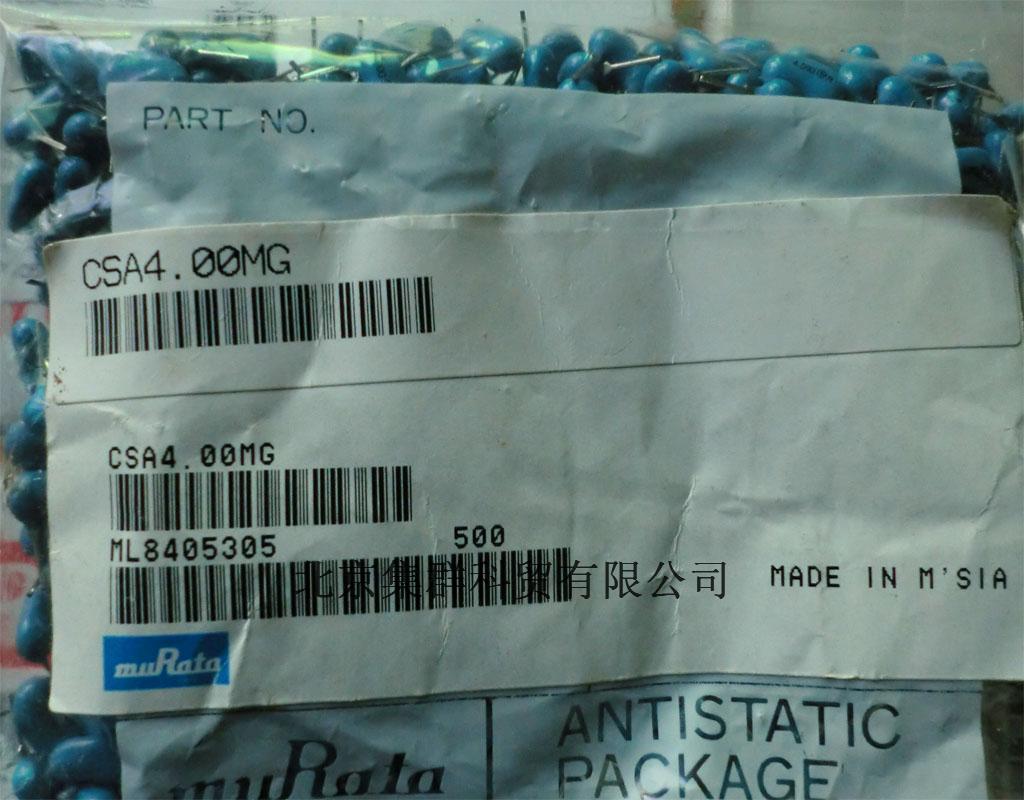 PART NO.
CSA4.00MG
CSA4.00MG
ML8405305 500
北京集群科贸有限公司
MADE IN M'SIA
muRata
muRata
ANTISTATIC
PACKAGE